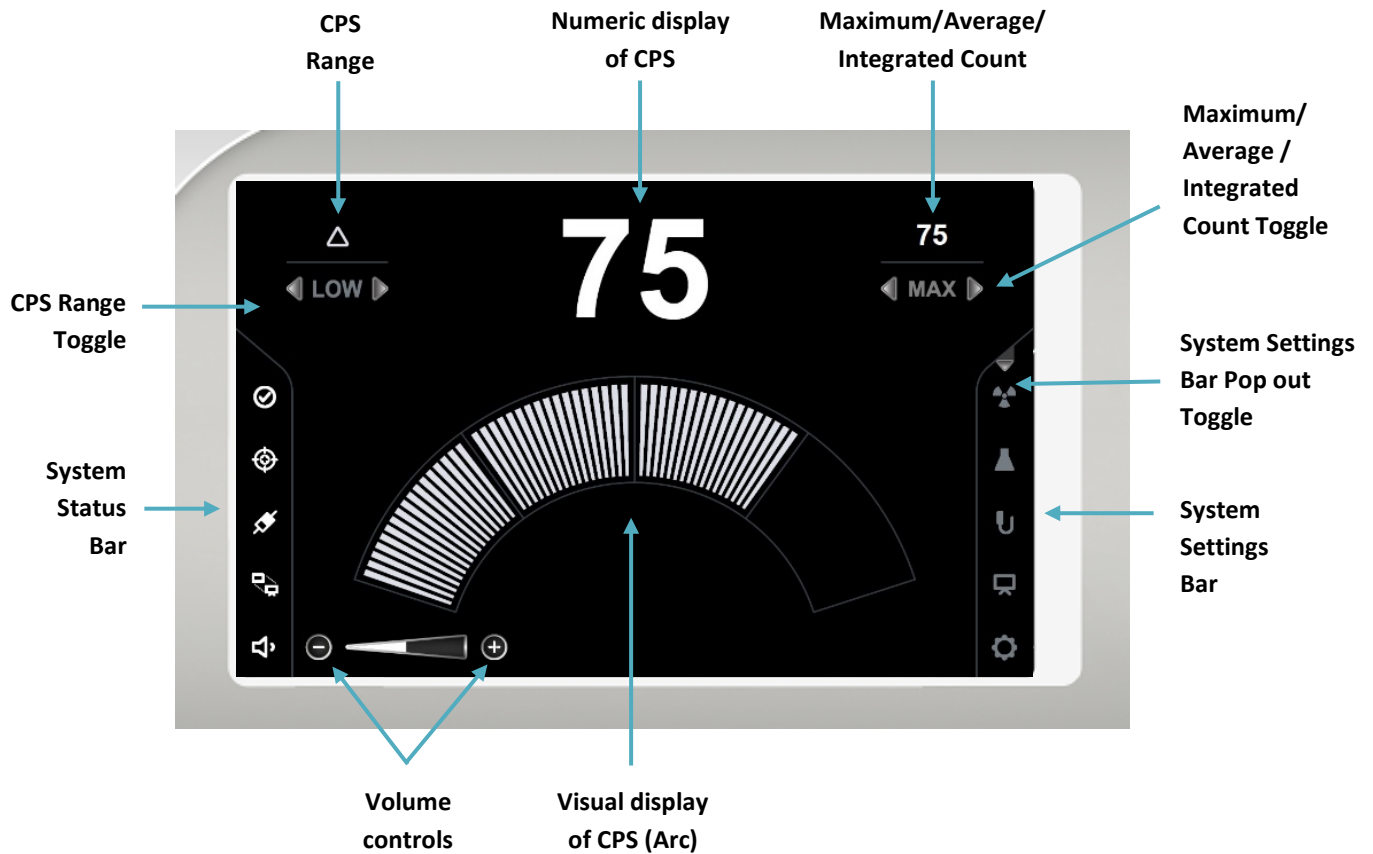 CPS
Range
Numeric display
of CPS
Maximum/Average/
Integrated Count
Maximum/
Average /
Integrated
Count Toggle
75
75
LOW
MAX
CPS Range
Toggle
System Settings
Bar Pop out
Toggle
System
Status
Bar
System
Settings
Bar
Volume
controls
Visual display
of CPS (Arc)